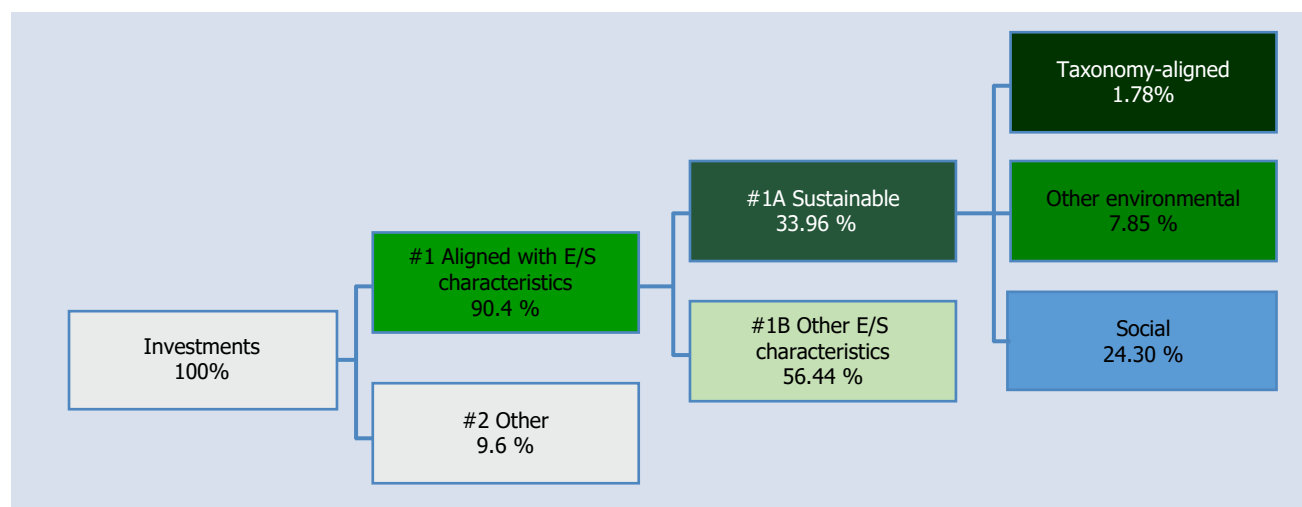 Investments
100%
#1 Aligned with E/S
characteristics
90.4 %
#2 Other
9.6 %
#1A Sustainable
33.96 %
#1B Other E/S
characteristics
56.44 %
Taxonomy-aligned
1.78%
Other environmental
7.85 %
Social
24.30 %